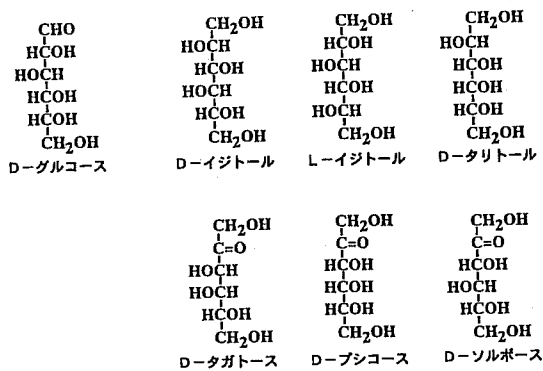 CHO
HCOH
HOCH
HCOH
HCOH
CH₂OH
D-グルコース
CH₂OH
HOCH
HCOH
HOCH
HCOH
CH₂OH
D-イジトール
CH₂OH
HCOH
HOCH
HCOH
HOCH
CH₂OH
L-イジトール
CH₂OH
HOCH
HCOH
HCOH
HCOH
CH₂OH
D-タリトール
CH₂OH
C=O
HOCH
HOCH
HCOH
CH₂OH
D-タガトース
CH₂OH
C=O
HCOH
HCOH
HCOH
CH₂OH
D-プシコース
CH₂OH
C=O
HCOH
HOCH
HCOH
CH₂OH
D-ソルボース